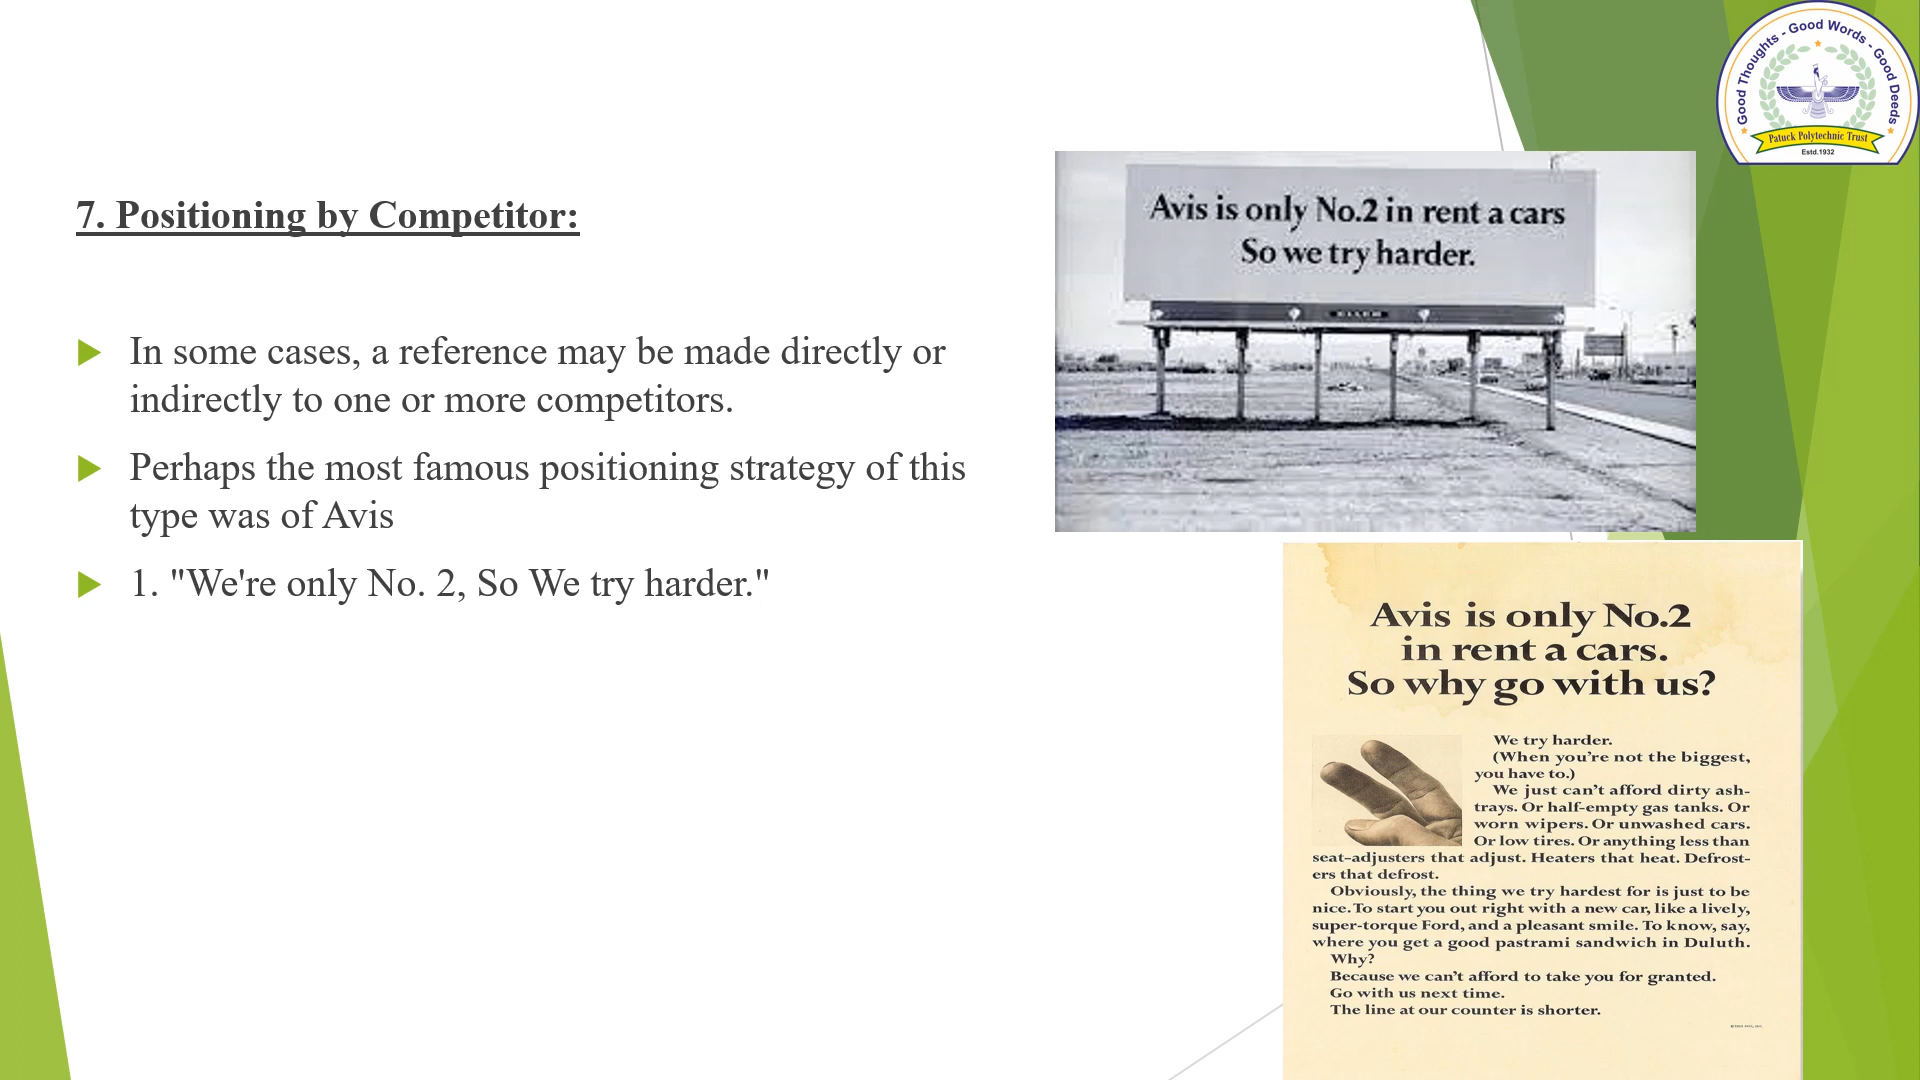 Good Thoughts - Good Words - Good Deeds
Patuck Polytechnic Trust
Estd.1932
7. Positioning by Competitor:
In some cases, a reference may be made directly or
indirectly to one or more competitors.
Perhaps the most famous positioning strategy of this
type was of Avis
1. "We're only No. 2, So We try harder."
Avis is only No.2 in rent a cars
So we try harder.
Avis is only No.2
in rent a cars.
So why go with us?
We try harder.
(When you're not the biggest,
you have to.)
We just can't afford dirty ash-
trays. Or half-empty gas tanks. Or
worn wipers. Or unwashed cars.
Or low tires. Or anything less than
seat-adjusters that adjust. Heaters that heat. Defrost-
ers that defrost.
Obviously, the thing we try hardest for is just to be
nice. To start you out right with a new car, like a lively,
super-torque Ford, and a pleasant smile. To know, say,
where you get a good pastrami sandwich in Duluth.
Why?
Because we can't afford to take you for granted.
Go with us next time.
The line at our counter is shorter.